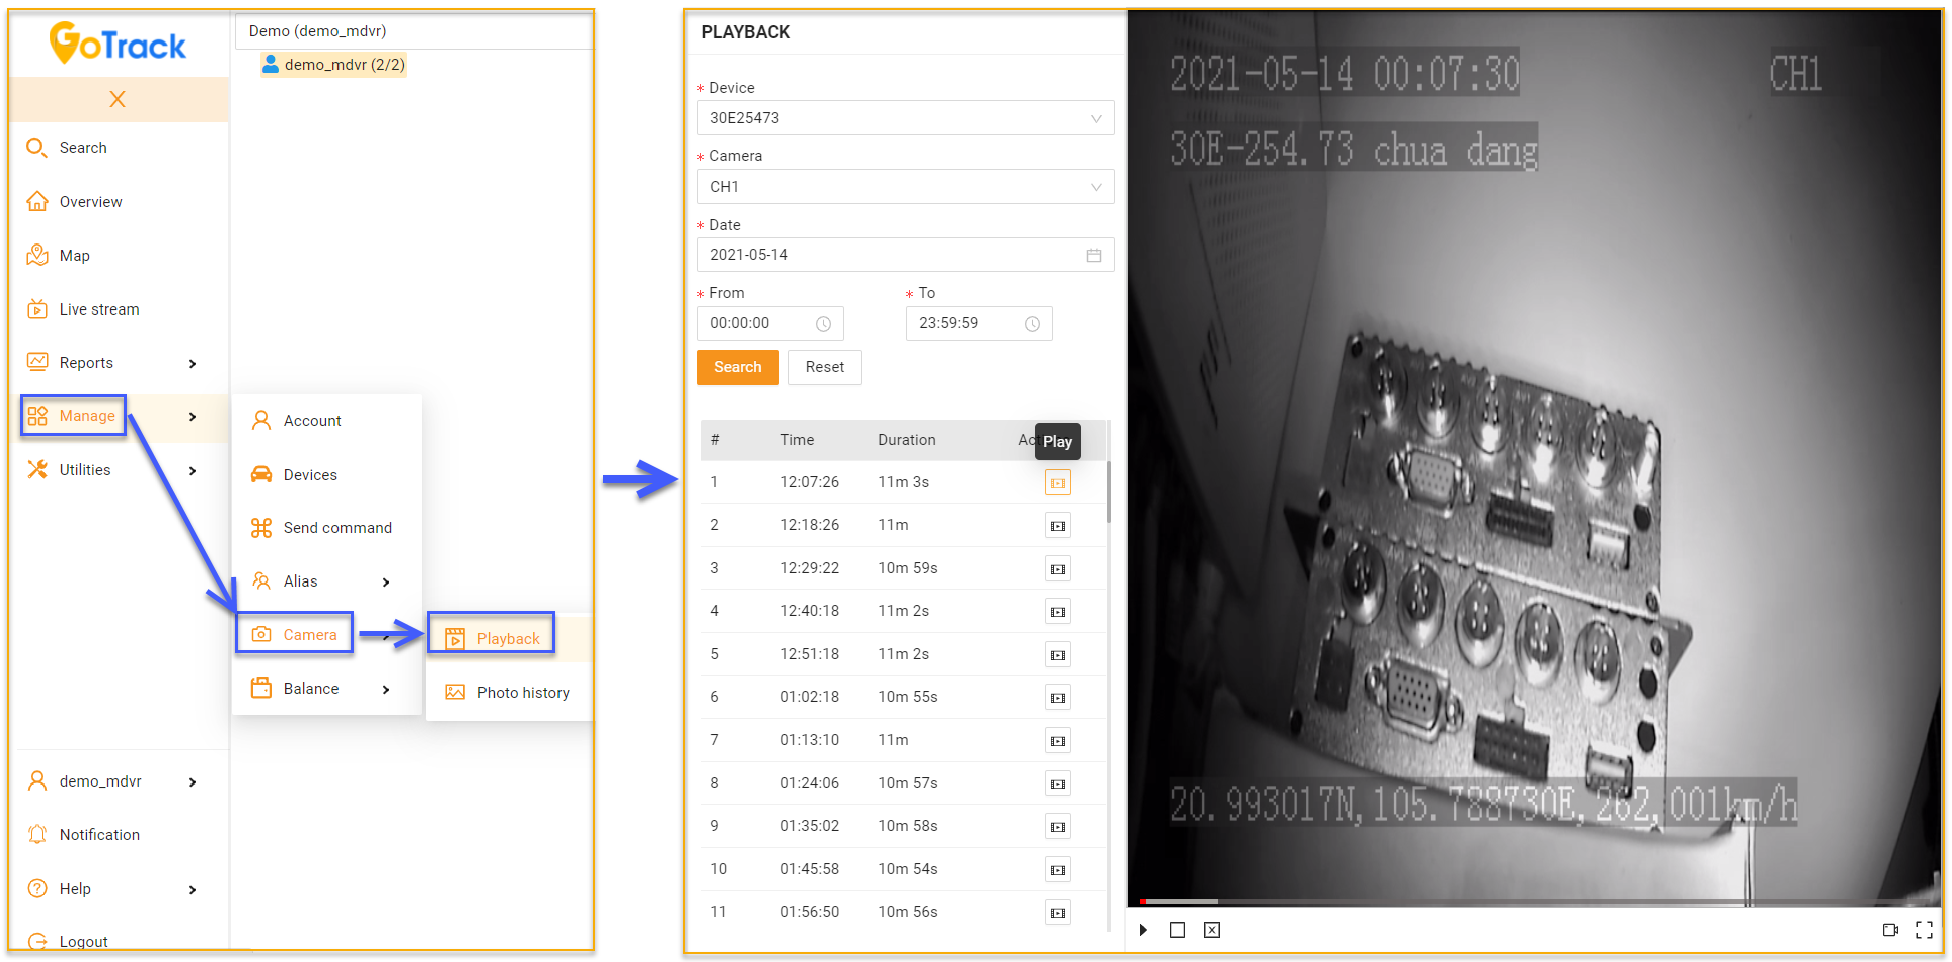 GoTrack
Search
Overview
Map
Live stream
Reports
Manage
Utilities
demo_mdvr
Notification
Help
Logout
Demo (demo_mdvr)
demo_mdvr (2/2)
Account
Devices
Send command
Alias
Camera
Balance
Playback
Photo history
PLAYBACK
* Device
30E25473
* Camera
CH1
* Date
2021-05-14
* From
* To
00:00:00
23:59:59
Search
Reset
# Time Duration
Play
1 12:07:26 11m 3s
2 12:18:26 11m
3 12:29:22 10m 59s
4 12:40:18 11m 2s
5 12:51:18 11m 2s
6 01:02:18 10m 55s
7 01:13:10 11m
8 01:24:06 10m 57s
9 01:35:02 10m 58s
10 01:45:58 10m 54s
11 01:56:50 10m 56s
2021-05-14 00:07:30
CH1
30E-254.73 chua dang
20.993017N,105.788730E,262,001km/h